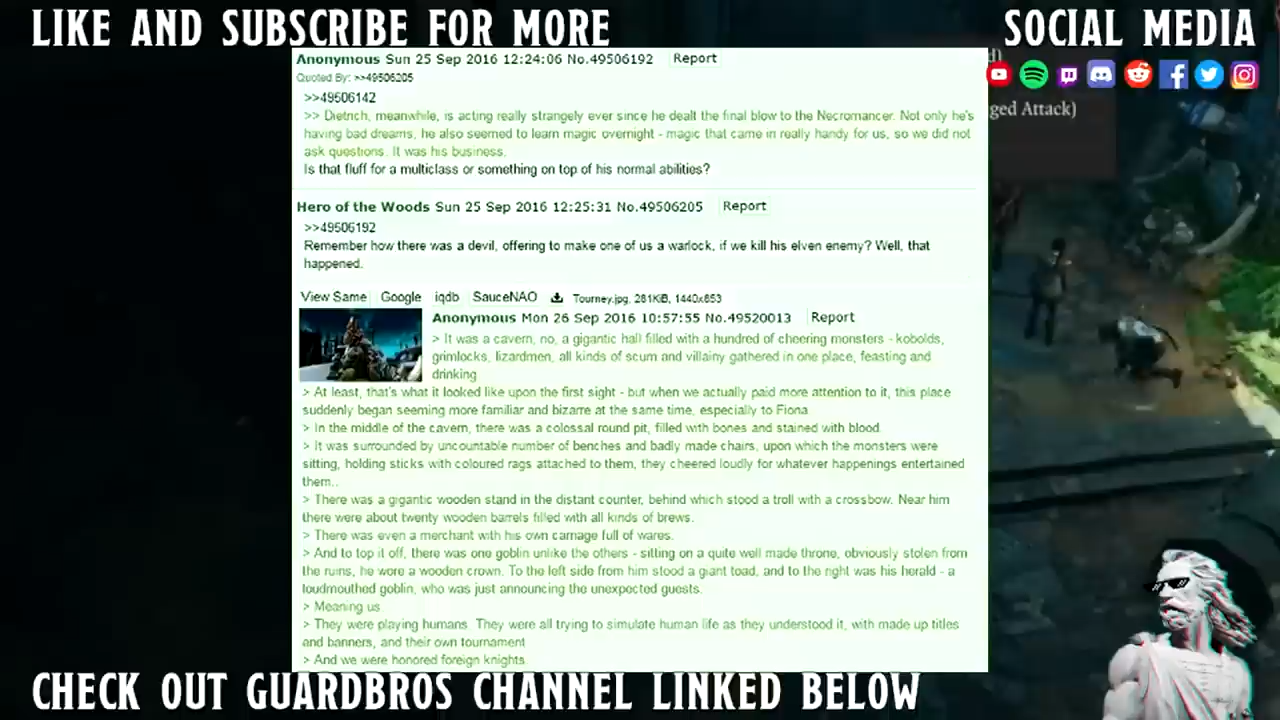 LIKE AND SUBSCRIBE FOR MORE
SOCIAL MEDIA
ged Attack)
Anonymous Sun 25 Sep 2016 12:24:06 No.49506192 Report
Quoted By: >>49506205
>>49506142
>> Dietrich, meanwhile, is acting really strangely ever since he dealt the final blow to the Necromancer. Not only he's
having bad dreams, he also seemed to learn magic overnight - magic that came in really handy for us, so we did not
ask questions. It was his business.
Is that fluff for a multiclass or something on top of his normal abilities?
Hero of the Woods Sun 25 Sep 2016 12:25:31 No.49506205 Report
>>49506192
Remember how there was a devil, offering to make one of us a warlock, if we kill his elven enemy? Well, that
happened.
View Same Google iqdb SauceNAO Tourney.jpg, 281KiB, 1440x853
Anonymous Mon 26 Sep 2016 10:57:55 No.49520013 Report
> It was a cavern, no, a gigantic hall filled with a hundred of cheering monsters - kobolds,
grimlocks, lizardmen, all kinds of scum and villainy gathered in one place, feasting and
drinking
> At least, that's what it looked like upon the first sight - but when we actually paid more attention to it, this place
suddenly began seeming more familiar and bizarre at the same time, especially to Fiona
> In the middle of the cavern, there was a colossal round pit, filled with bones and stained with blood.
> It was surrounded by uncountable number of benches and badly made chairs, upon which the monsters were
sitting, holding sticks with coloured rags attached to them, they cheered loudly for whatever happenings entertained
them..
> There was a gigantic wooden stand in the distant counter, behind which stood a troll with a crossbow. Near him
there were about twenty wooden barrels filled with all kinds of brews.
> There was even a merchant with his own carriage full of wares.
> And to top it off, there was one goblin unlike the others - sitting on a quite well made throne, obviously stolen from
the ruins, he wore a wooden crown. To the left side from him stood a giant toad, and to the right was his herald - a
loudmouthed goblin, who was just announcing the unexpected guests.
> Meaning us
> They were playing humans. They were all trying to simulate human life as they understood it, with made up titles
and banners, and their own tournament
> And we were honored foreign knights.
CHECK OUT GUARDBROS CHANNEL LINKED BELOW